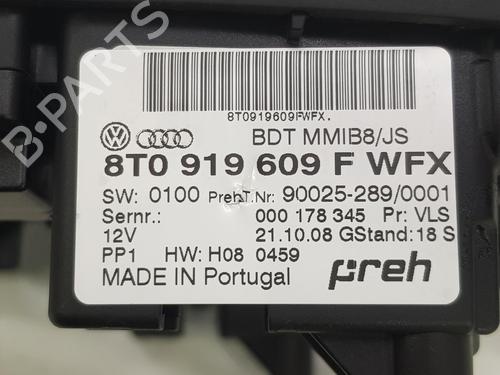 8T0919609FWFX.
BDT MMIB8/JS
8T0 919 609 F WFX
SW: 0100 PrehT.Nr: 90025-289/0001
Sernr.: 000 178 345 Pr: VLS
12V 21.10.08 GStand: 18 S
PP1 HW: H08 0459
MADE IN Portugal preh
B-PARTS